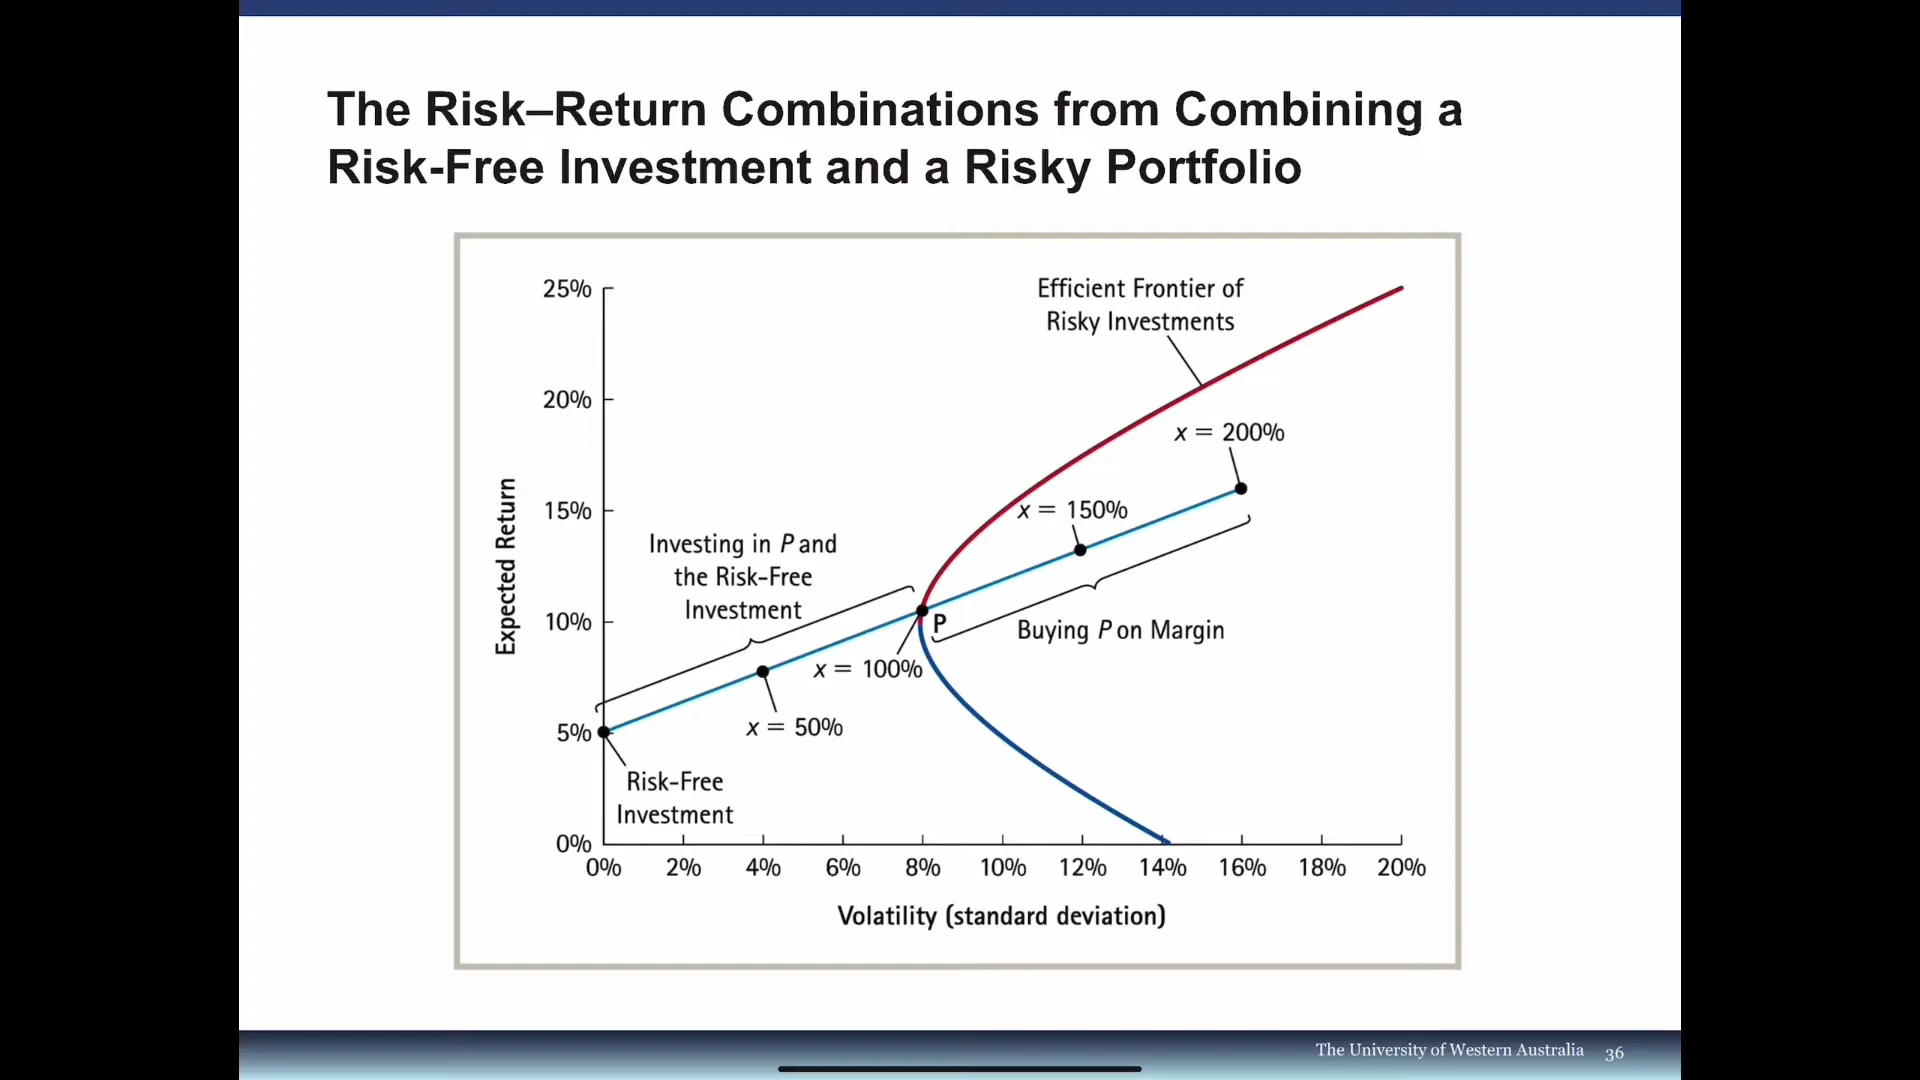 The Risk–Return Combinations from Combining a
Risk-Free Investment and a Risky Portfolio
25%
20%
15%
10%
5%
0%
Expected Return
Efficient Frontier of
Risky Investments
x = 200%
x = 150%
Investing in P and
the Risk-Free
Investment
P
Buying P on Margin
x = 100%
x = 50%
Risk-Free
Investment
0% 2% 4% 6% 8% 10% 12% 14% 16% 18% 20%
Volatility (standard deviation)
The University of Western Australia 36